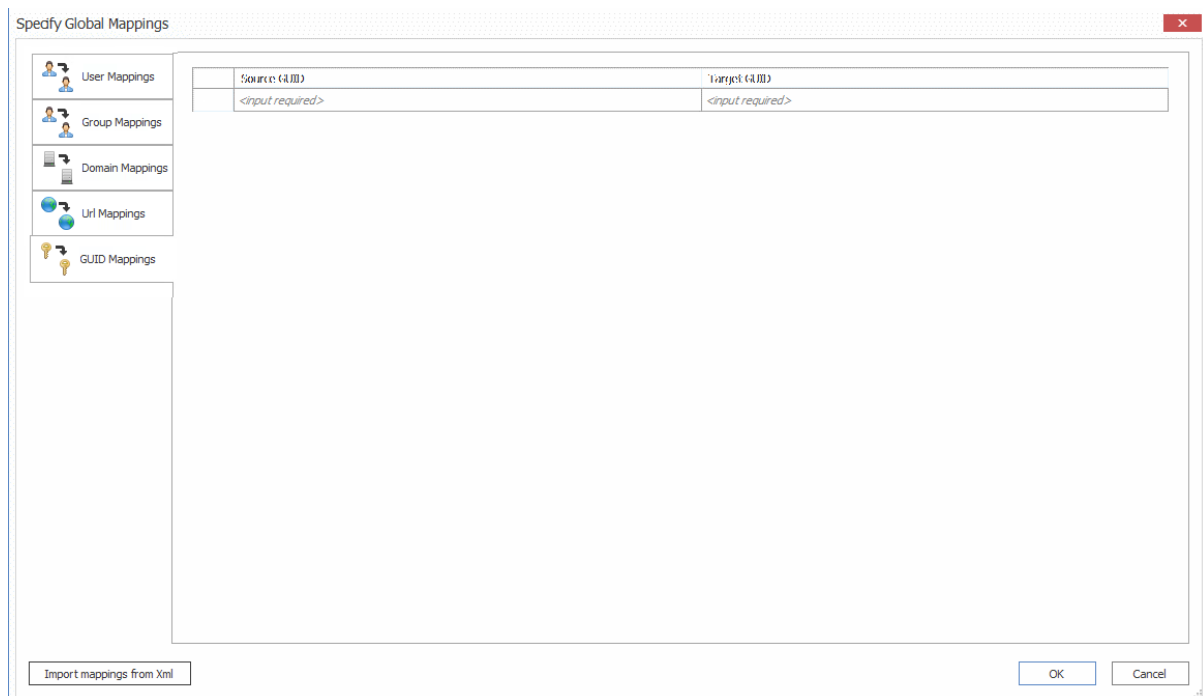 Specify Global Mappings
User Mappings
Group Mappings
Domain Mappings
Url Mappings
GUID Mappings
Source GUID Target GUID
<input required> <input required>
Import mappings from Xml
OK Cancel